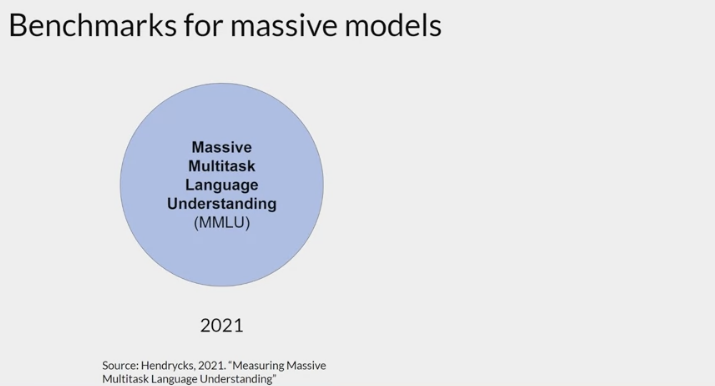 Benchmarks for massive models
Massive
Multitask
Language
Understanding
(MMLU)
2021
Source: Hendrycks, 2021. “Measuring Massive
Multitask Language Understanding”